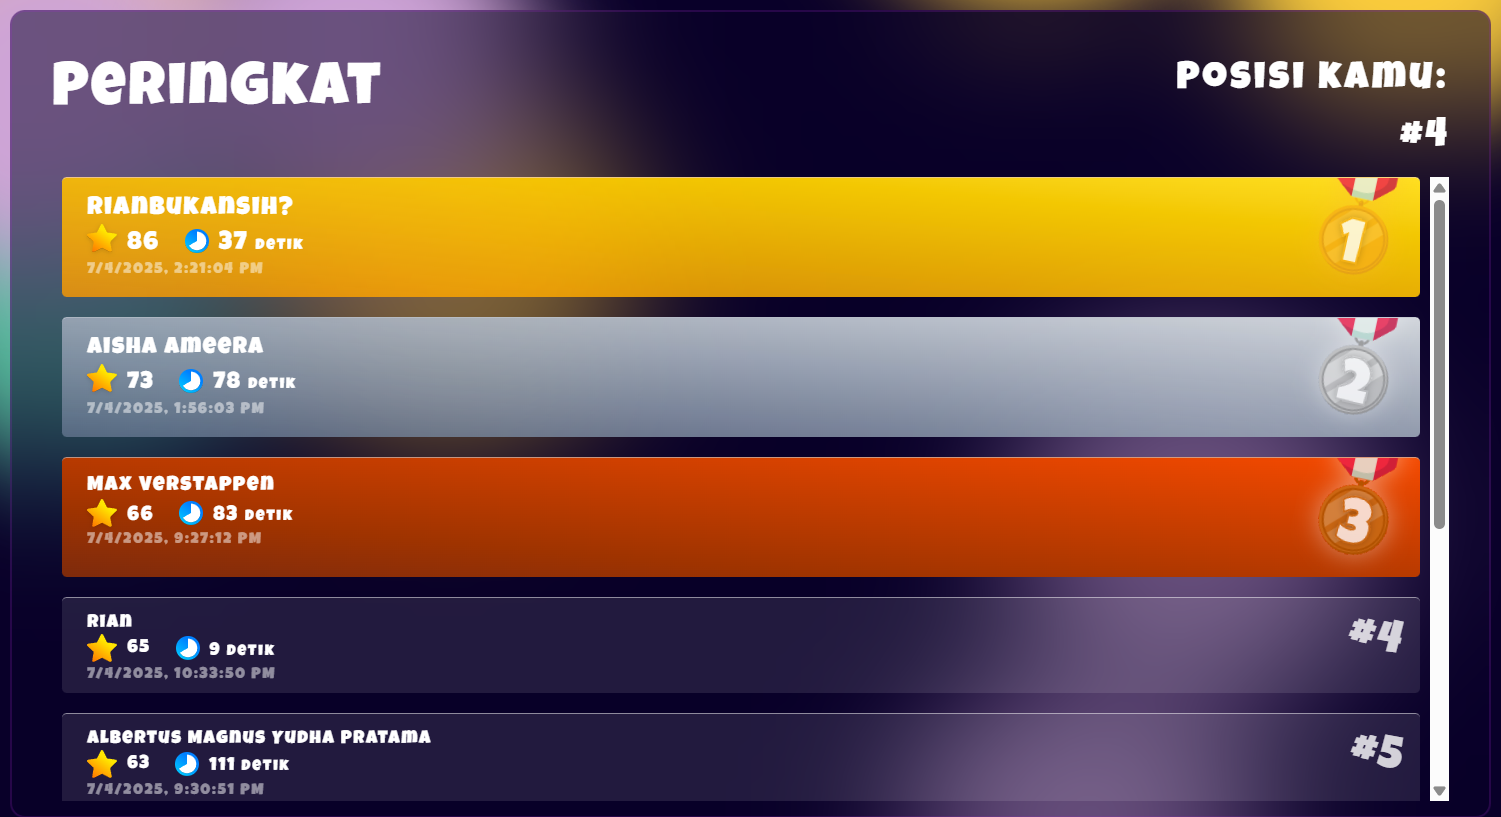 PERINGKAT
POSISI KAMU:
#4
RIANBUKANSIH?
86 37 DETIK
7/4/2025, 2:21:04 PM
1
AISHA AMEERA
73 78 DETIK
7/4/2025, 1:56:03 PM
2
MAX VERSTAPPEN
66 83 DETIK
7/4/2025, 9:27:12 PM
3
RIAN
65 9 DETIK
7/4/2025, 10:33:50 PM
#4
ALBERTUS MAGNUS YUDHA PRATAMA
63 111 DETIK
7/4/2025, 9:30:51 PM
#5